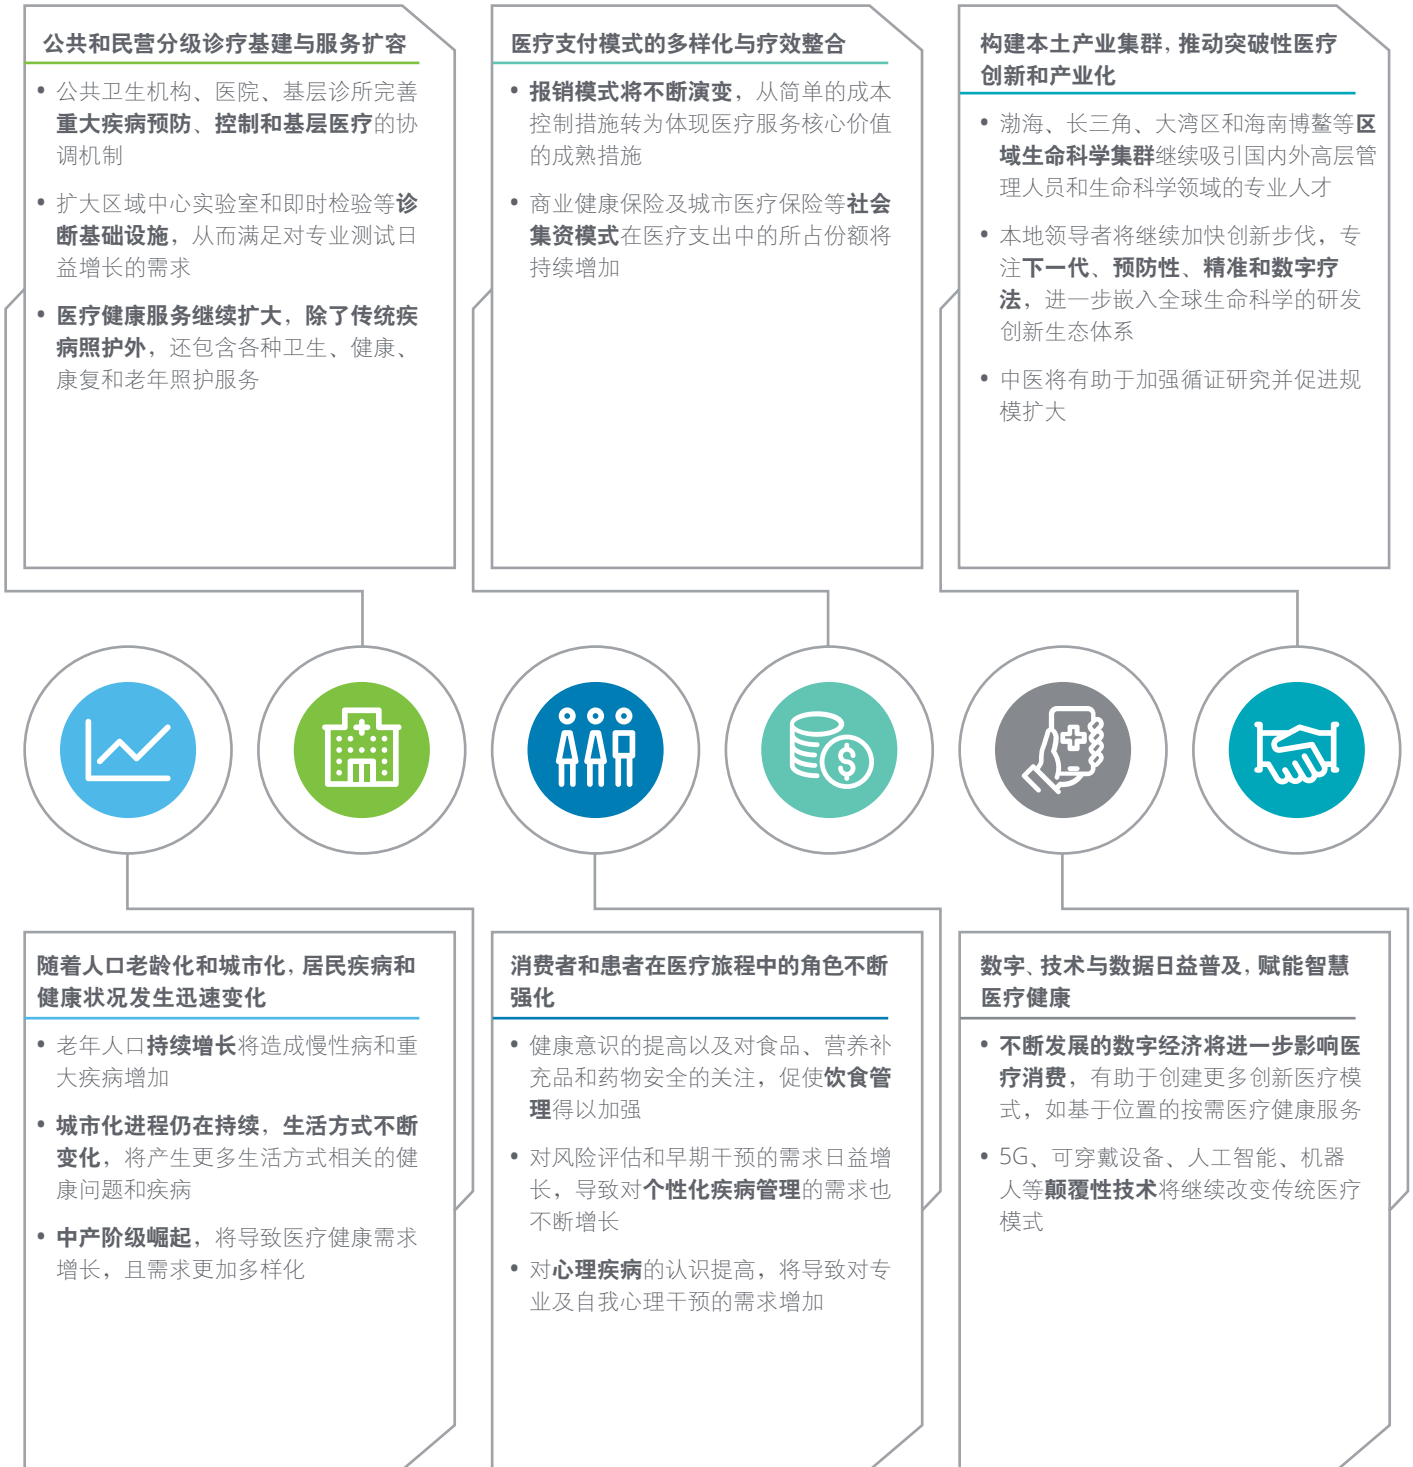 公共和民营分级诊疗基建与服务扩容
• 公共卫生机构、医院、基层诊所完善
重大疾病预防、控制和基层医疗的协
调机制
• 扩大区域中心实验室和即时检验等诊
断基础设施，从而满足对专业测试日
益增长的需求
• 医疗健康服务继续扩大，除了传统疾
病照护外，还包含各种卫生、健康、
康复和老年照护服务
医疗支付模式的多样化与疗效整合
• 报销模式将不断演变，从简单的成本
控制措施转为体现医疗服务核心价值
的成熟措施
• 商业健康保险及城市医疗保险等社会
集资模式在医疗支出中的所占份额将
持续增加
构建本土产业集群，推动突破性医疗
创新和产业化
• 渤海、长三角、大湾区和海南博鳌等区
域生命科学集群继续吸引国内外高层管
理人员和生命科学领域的专业人才
• 本地领导者将继续加快创新步伐，专
注下一代、预防性、精准和数字疗
法，进一步嵌入全球生命科学的研发
创新生态体系
• 中医将有助于加强循证研究并促进规
模扩大
$
随着人口老龄化和城市化，居民疾病和
健康状况发生迅速变化
• 老年人口持续增长将造成慢性病和重
大疾病增加
• 城市化进程仍在持续，生活方式不断
变化，将产生更多生活方式相关的健
康问题和疾病
• 中产阶级崛起，将导致医疗健康需求
增长，且需求更加多样化
消费者和患者在医疗旅程中的角色不断
强化
• 健康意识的提高以及对食品、营养补
充品和药物安全的关注，促使饮食管
理得以加强
• 对风险评估和早期干预的需求日益增
长，导致对个性化疾病管理的需求也
不断增长
• 对心理疾病的认识提高，将导致对专
业及自我心理干预的需求增加
数字、技术与数据日益普及，赋能智慧
医疗健康
• 不断发展的数字经济将进一步影响医
疗消费，有助于创建更多创新医疗模
式，如基于位置的按需医疗健康服务
• 5G、可穿戴设备、人工智能、机器
人等颠覆性技术将继续改变传统医疗
模式